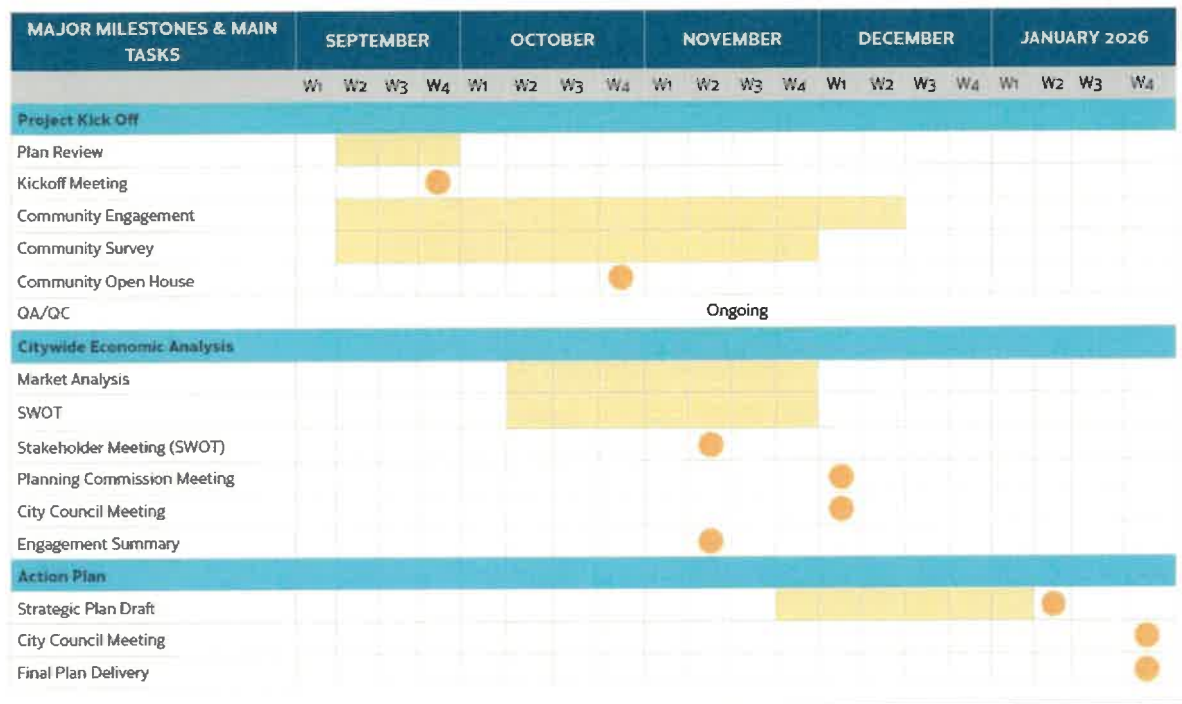 MAJOR MILESTONES & MAIN TASKS SEPTEMBER OCTOBER NOVEMBER DECEMBER JANUARY 2026
W1 W2 W3 W4 W1 W2 W3 W4 W1 W2 W3 W4 W1 W2 W3 W4 W1 W2 W3 W4
Project Kick Off
Plan Review
Kickoff Meeting
Community Engagement
Community Survey
Community Open House
QA/QC Ongoing
Citywide Economic Analysis
Market Analysis
SWOT
Stakeholder Meeting (SWOT)
Planning Commission Meeting
City Council Meeting
Engagement Summary
Action Plan
Strategic Plan Draft
City Council Meeting
Final Plan Delivery